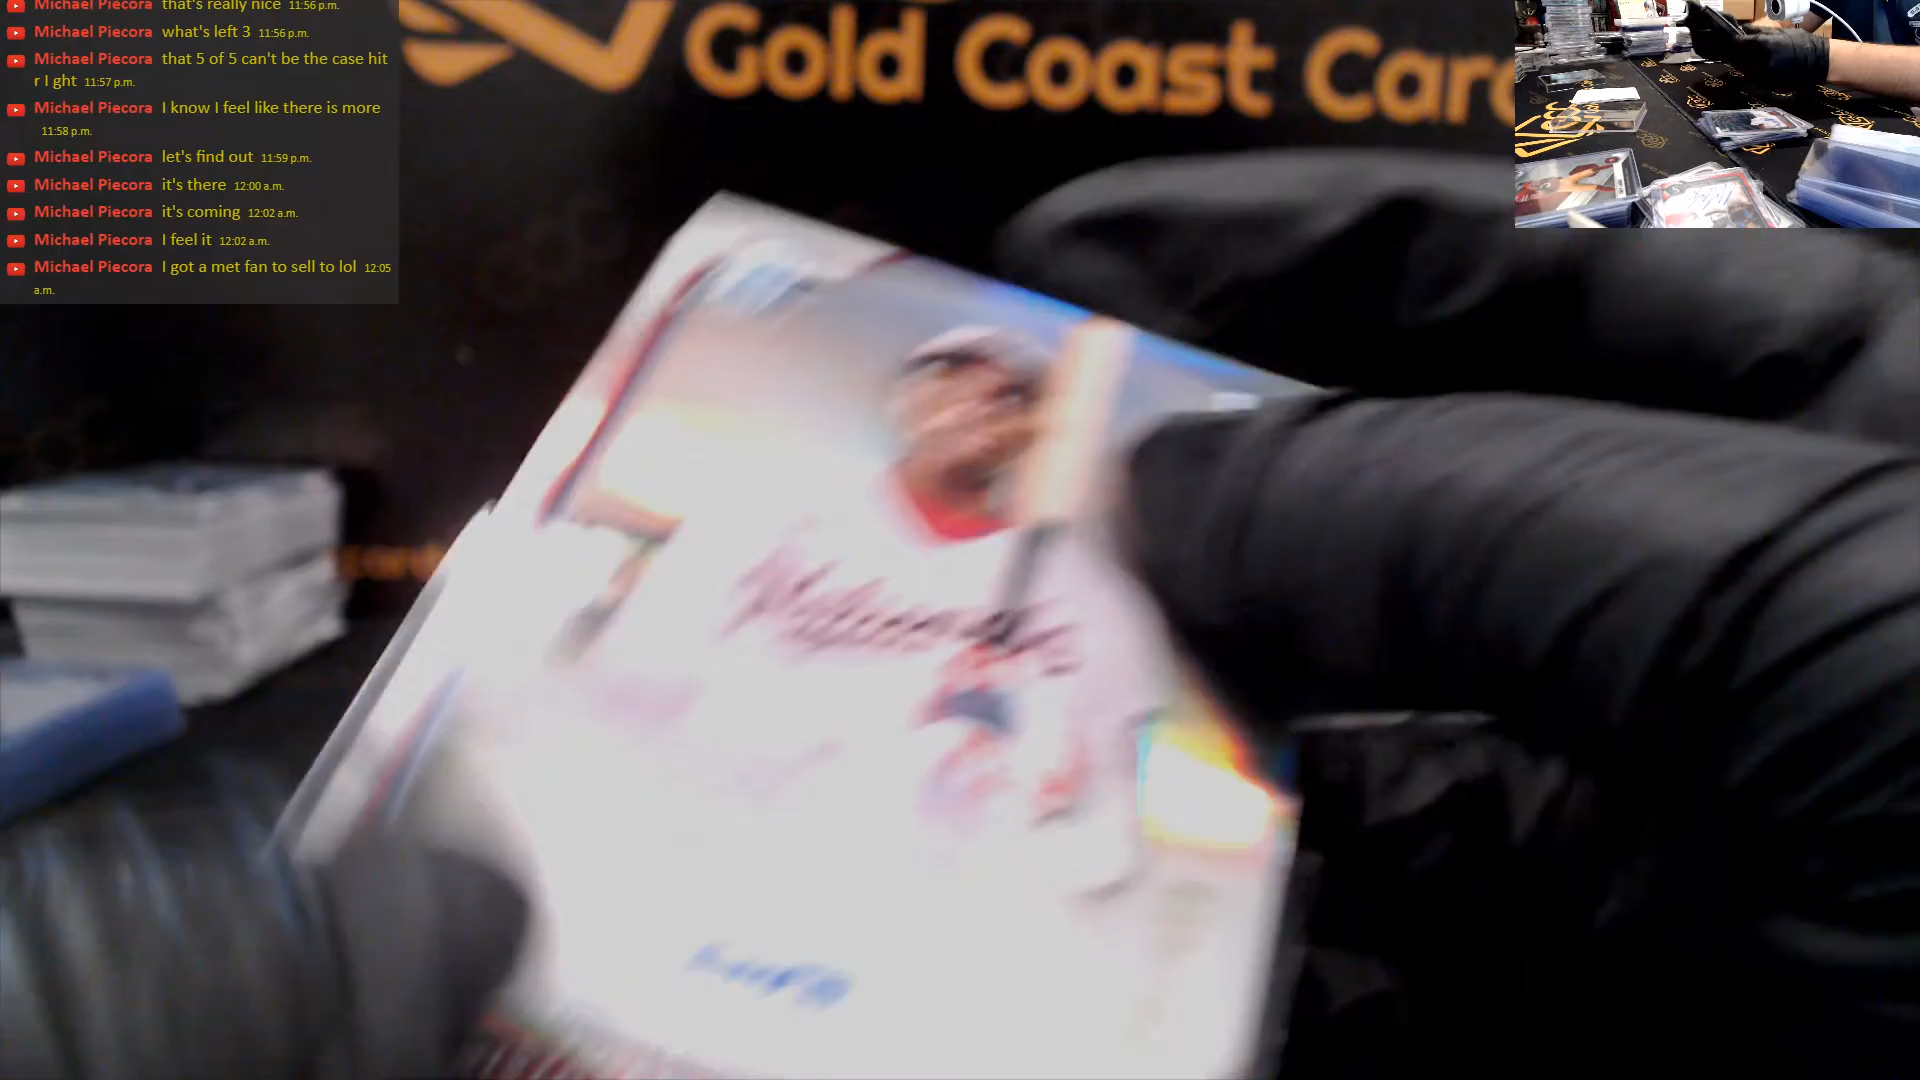 Michael Piecora that's really nice 11:56 p.m.
Michael Piecora what's left 3 11:56 p.m.
Michael Piecora that 5 of 5 can't be the case hit
r I ght 11:57 p.m.
Michael Piecora I know I feel like there is more
11:58 p.m.
Michael Piecora let's find out 11:59 p.m.
Michael Piecora it's there 12:00 a.m.
Michael Piecora it's coming 12:02 a.m.
Michael Piecora I feel it 12:02 a.m.
Michael Piecora I got a met fan to sell to lol 12:05
a.m.
Gold Coast Car